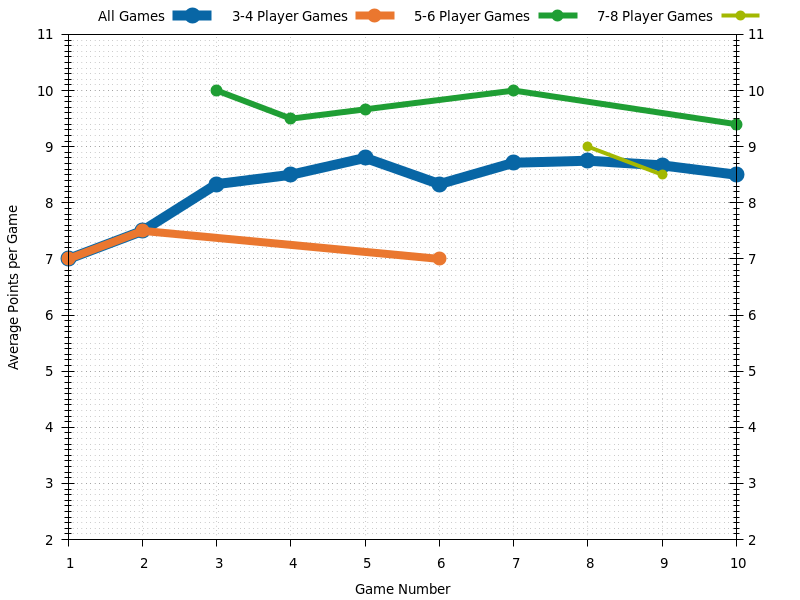 All Games 3-4 Player Games 5-6 Player Games 7-8 Player Games
11 11
10 10
9 9
8 8
7 7
6 6
5 5
4 4
3 3
2 2
1 2 3 4 5 6 7 8 9 10
Game Number
Average Points per Game